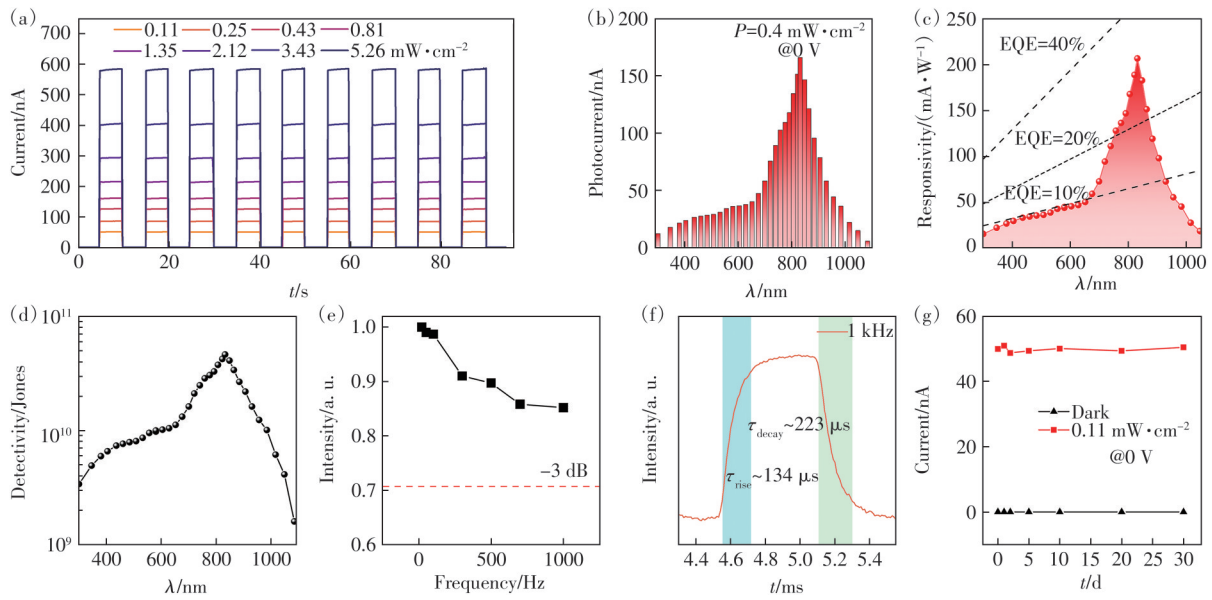 (a)
0.11 0.25 0.43 0.81
1.35 2.12 3.43 5.26 mW·cm⁻²
700
600
500
400
300
200
100
0
Current/nA
0 20 40 60 80
t/s
(b)
P=0.4 mW·cm⁻²
@0 V
150
100
50
0
Photocurrent/nA
400 600 800 1000
λ/nm
(c)
EQE=40%
EQE=20%
EQE=10%
250
200
150
100
50
0
Responsivity/(mA·W⁻¹)
400 600 800 1000
λ/nm
(d)
10¹¹
10¹⁰
10⁹
Detectivity/Jones
400 600 800 1000
λ/nm
(e)
1.0
0.9
0.8
0.7
0.6
−3 dB
Intensity/a. u.
0 500 1000
Frequency/Hz
(f)
1 kHz
τdecay~223 μs
τrise~134 μs
Intensity/a. u.
4.4 4.6 4.8 5.0 5.2 5.4
t/ms
(g)
60
40
20
0
Dark
0.11 mW·cm⁻²
@0 V
Current/nA
0 5 10 15 20 25 30
t/d